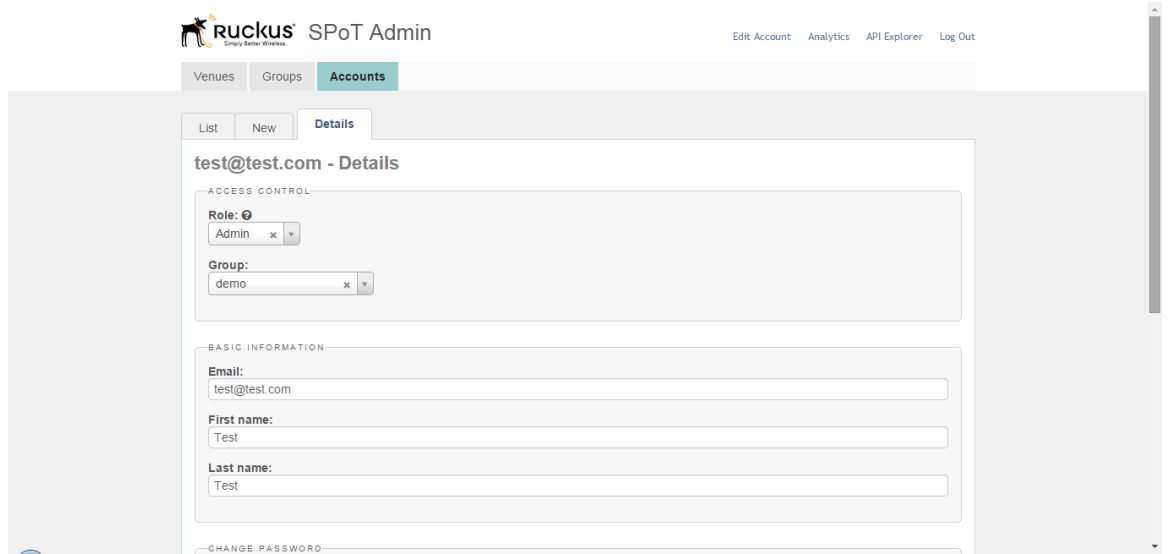 Ruckus SPoT Admin
Simply Better Wireless.
Edit Account Analytics API Explorer Log Out
Venues Groups Accounts
List New Details
test@test.com - Details
ACCESS CONTROL
Role:
Admin
Group:
demo
BASIC INFORMATION
Email:
test@test.com
First name:
Test
Last name:
Test
CHANGE PASSWORD